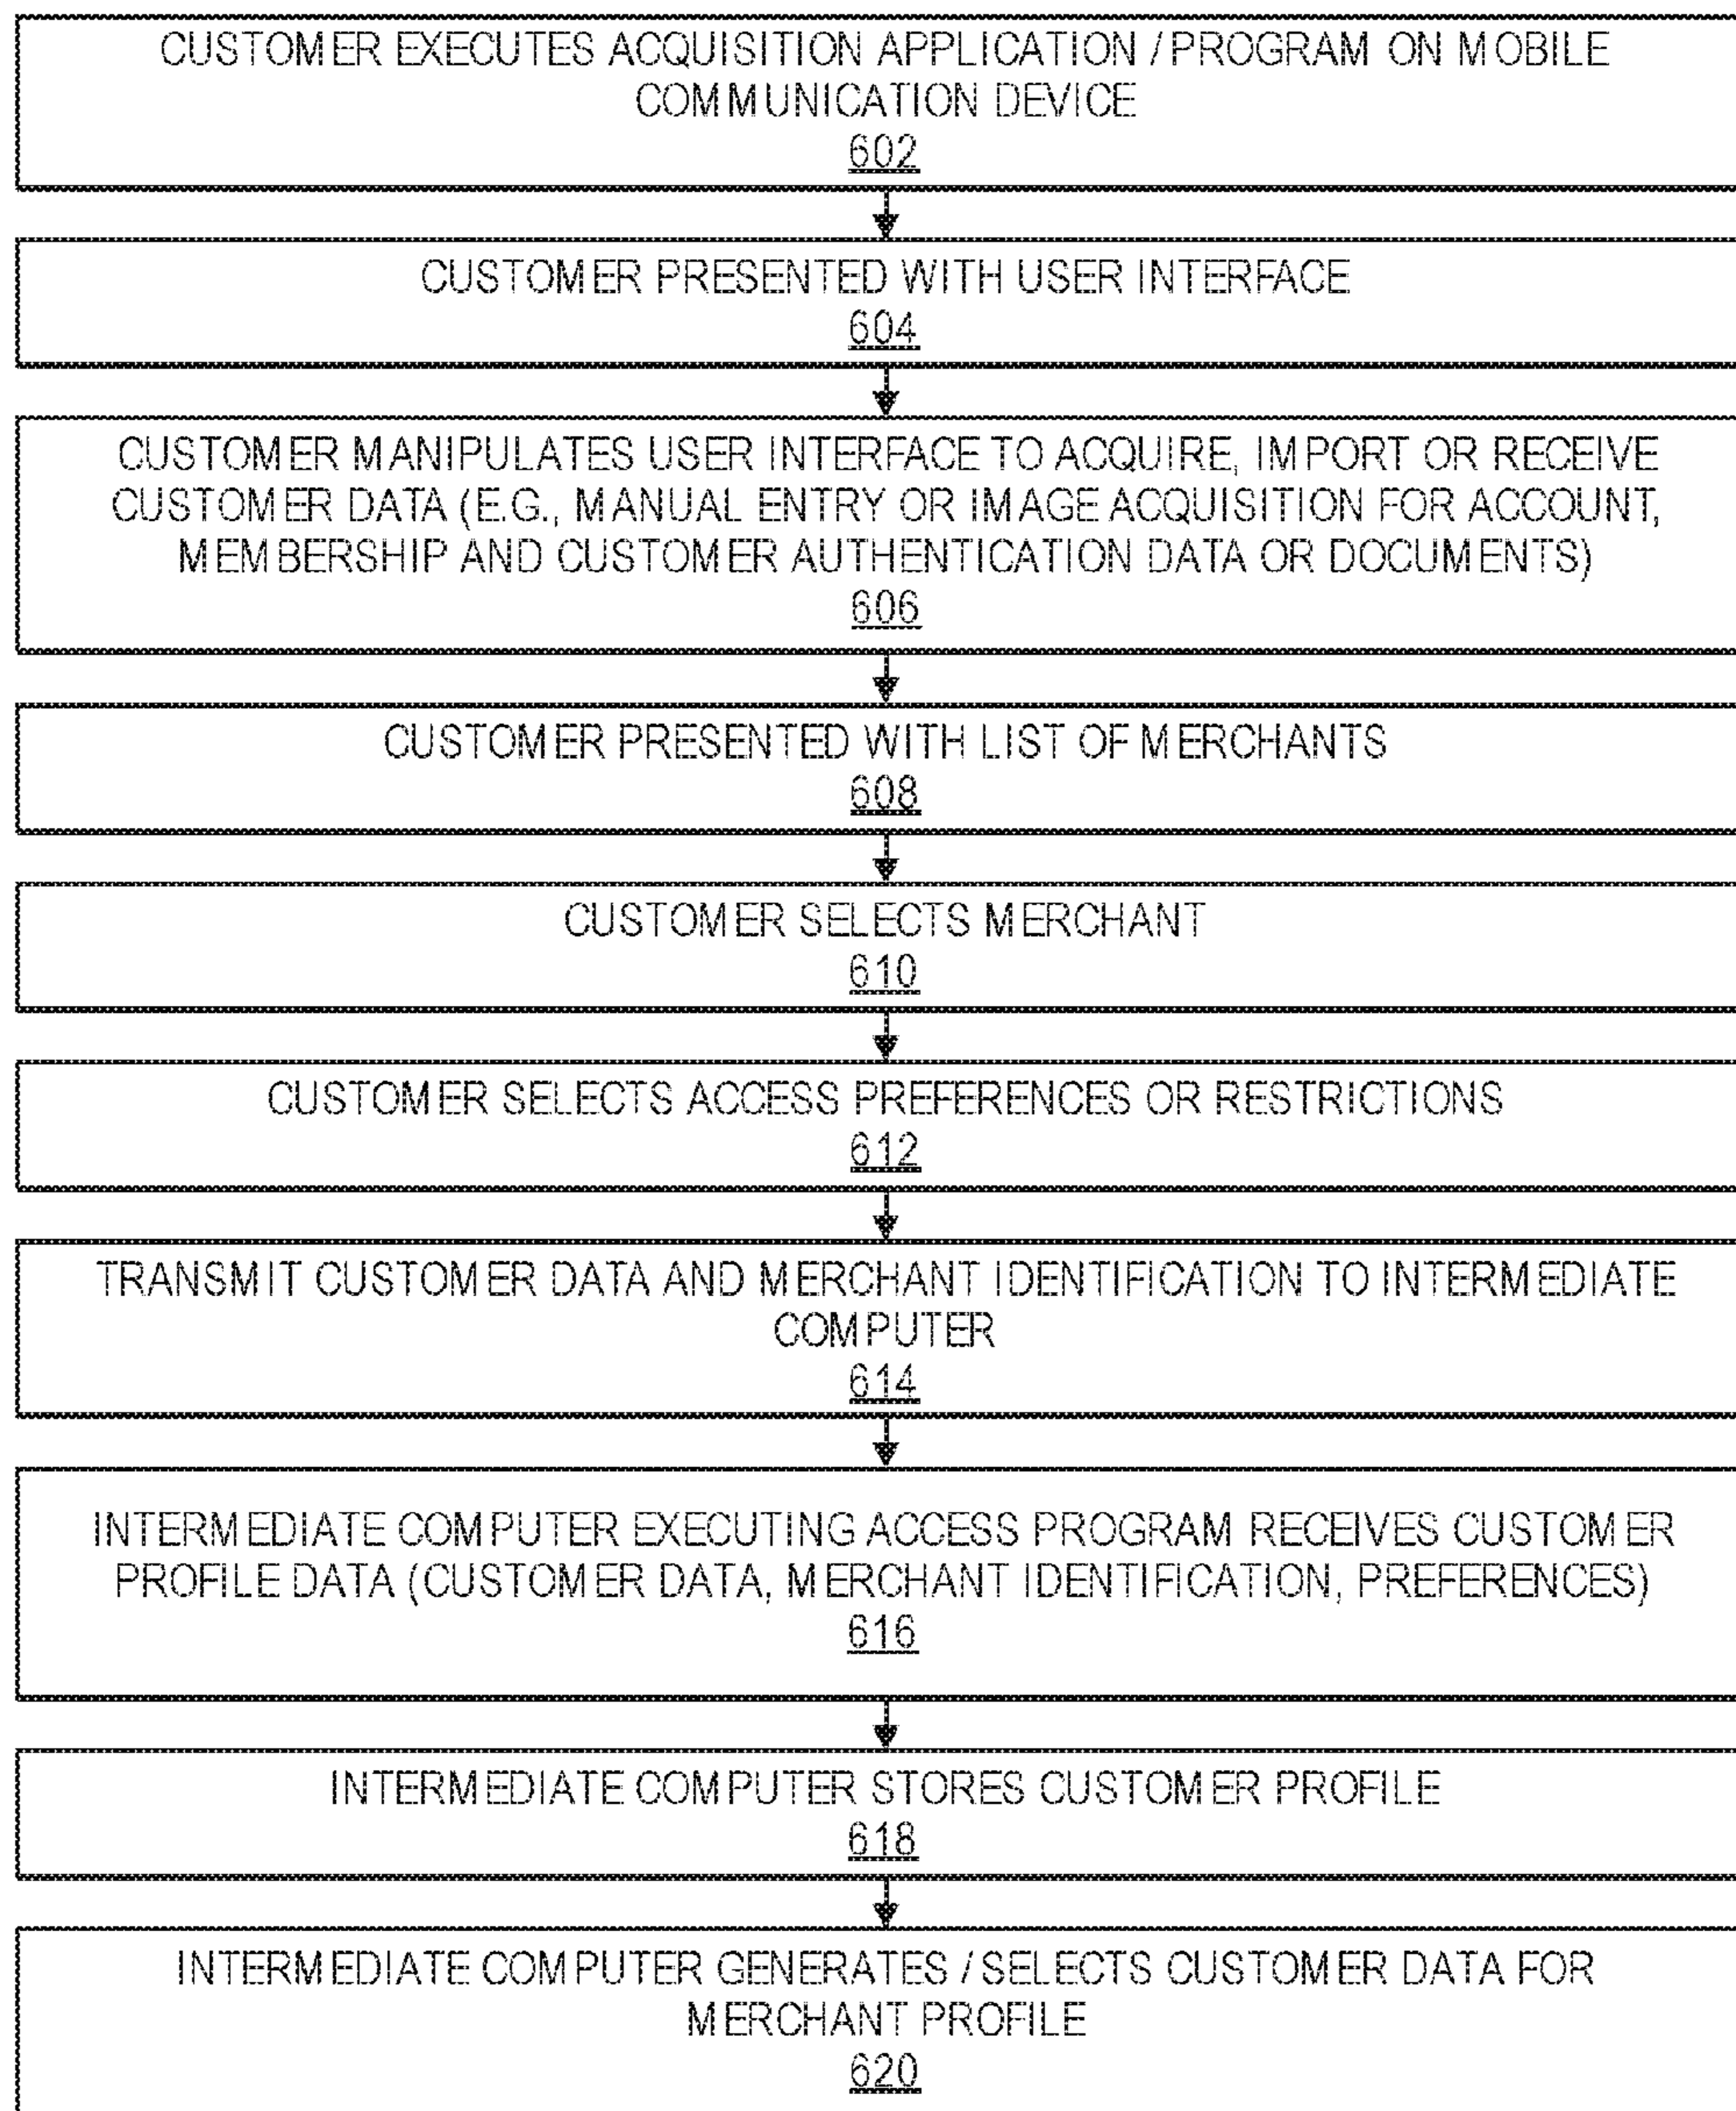 CUSTOMER EXECUTES ACQUISITION APPLICATION / PROGRAM ON MOBILE
COMMUNICATION DEVICE
602
CUSTOMER PRESENTED WITH USER INTERFACE
604
CUSTOMER MANIPULATES USER INTERFACE TO ACQUIRE, IMPORT OR RECEIVE
CUSTOMER DATA (E.G., MANUAL ENTRY OR IMAGE ACQUISITION FOR ACCOUNT,
MEMBERSHIP AND CUSTOMER AUTHENTICATION DATA OR DOCUMENTS)
606
CUSTOMER PRESENTED WITH LIST OF MERCHANTS
608
CUSTOMER SELECTS MERCHANT
610
CUSTOMER SELECTS ACCESS PREFERENCES OR RESTRICTIONS
612
TRANSMIT CUSTOMER DATA AND MERCHANT IDENTIFICATION TO INTERMEDIATE
COMPUTER
614
INTERMEDIATE COMPUTER EXECUTING ACCESS PROGRAM RECEIVES CUSTOMER
PROFILE DATA (CUSTOMER DATA, MERCHANT IDENTIFICATION, PREFERENCES)
616
INTERMEDIATE COMPUTER STORES CUSTOMER PROFILE
618
INTERMEDIATE COMPUTER GENERATES / SELECTS CUSTOMER DATA FOR
MERCHANT PROFILE
620